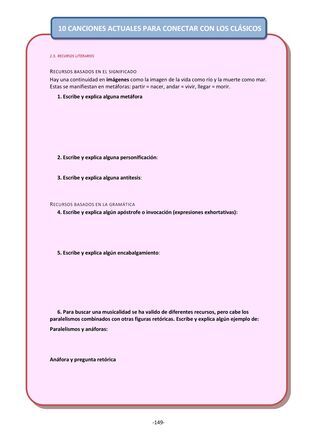 10 CANCIONES ACTUALES PARA CONECTAR CON LOS CLÁSICOS
2.5. RECURSOS LITERARIOS
RECURSOS BASADOS EN EL SIGNIFICADO
Hay una continuidad en imágenes como la imagen de la vida como río y la muerte como mar.
Estas se manifiestan en metáforas: partir = nacer, andar = vivir, llegar = morir.
1. Escribe y explica alguna metáfora
2. Escribe y explica alguna personificación:
3. Escribe y explica alguna antítesis:
RECURSOS BASADOS EN LA GRAMÁTICA
4. Escribe y explica algún apóstrofe o invocación (expresiones exhortativas):
5. Escribe y explica algún encabalgamiento:
6. Para buscar una musicalidad se ha valido de diferentes recursos, pero cabe los
paralelismos combinados con otras figuras retóricas. Escribe y explica algún ejemplo de:
Paralelismos y anáforas:
Anáfora y pregunta retórica
-149-